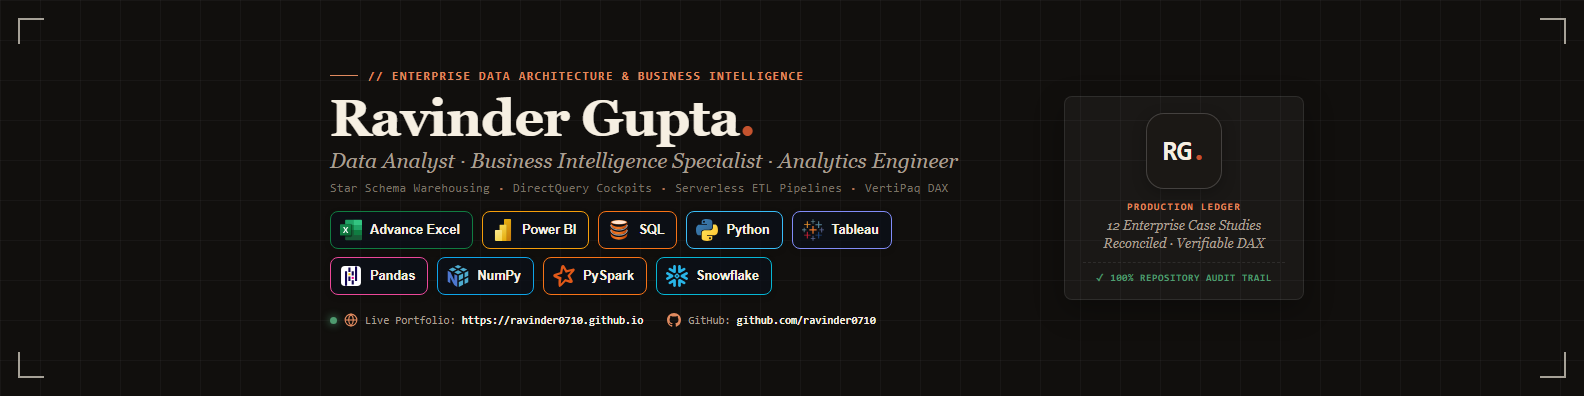 // ENTERPRISE DATA ARCHITECTURE & BUSINESS INTELLIGENCE
Ravinder Gupta.
Data Analyst · Business Intelligence Specialist · Analytics Engineer
Star Schema Warehousing • DirectQuery Cockpits • Serverless ETL Pipelines • VertiPaq DAX
Advance Excel Power BI SQL Python Tableau
Pandas NumPy PySpark Snowflake
Live Portfolio: https://ravinder0710.github.io GitHub: github.com/ravinder0710
RG.
PRODUCTION LEDGER
12 Enterprise Case Studies
Reconciled · Verifiable DAX
✓ 100% REPOSITORY AUDIT TRAIL